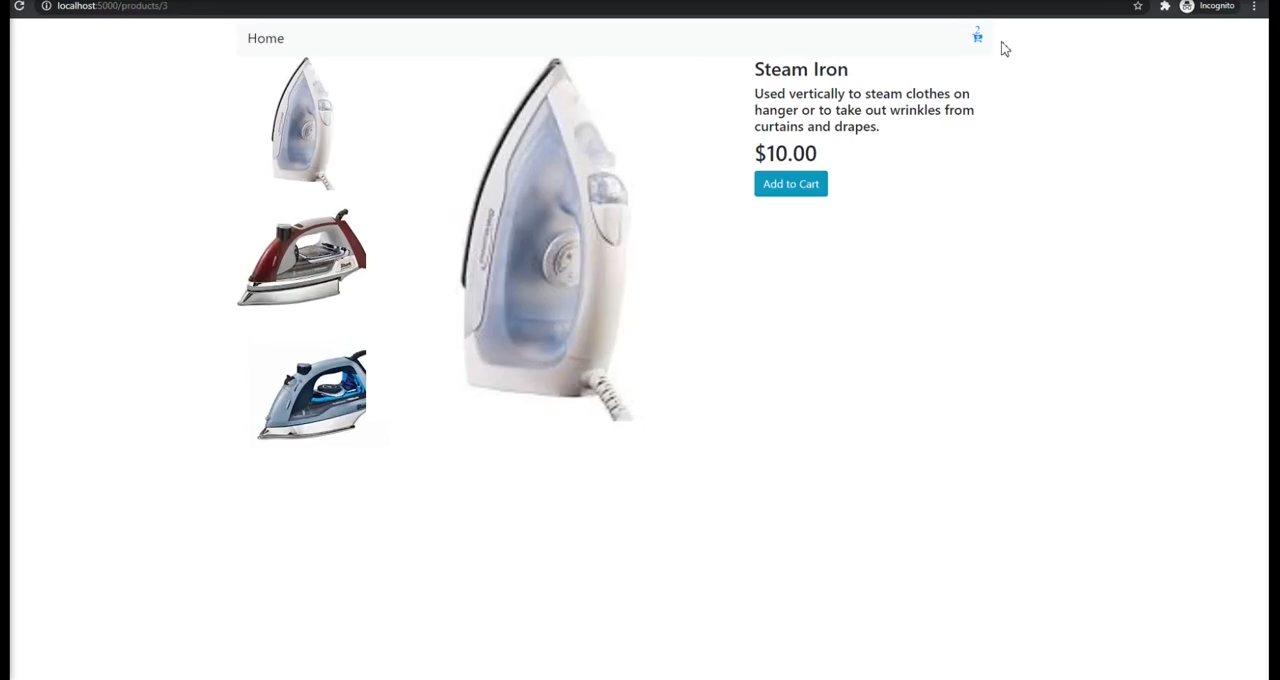 localhost:5000/products/3
Incognito
Home
2
Steam Iron
Used vertically to steam clothes on
hanger or to take out wrinkles from
curtains and drapes.
$10.00
Add to Cart